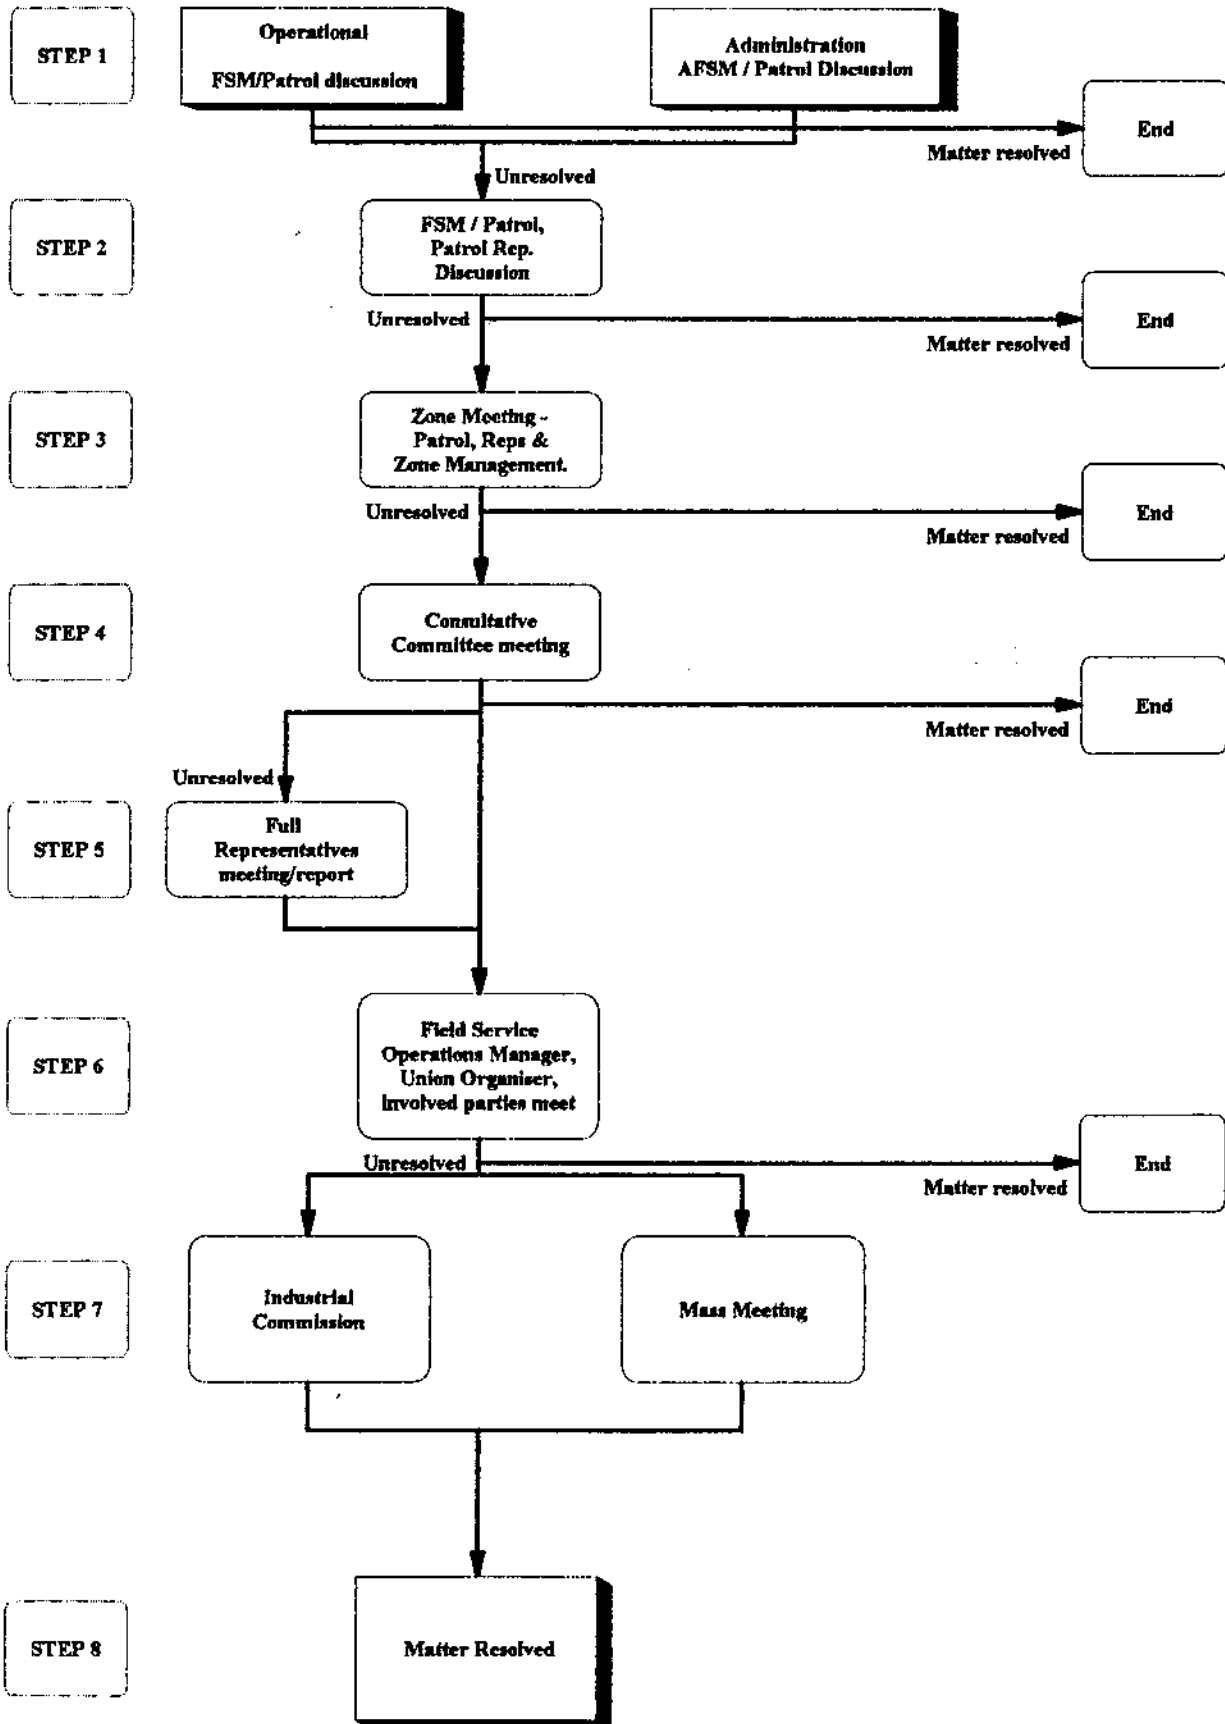 STEP 1
Operational
FSM/Patrol discussion
Administration
AFSM / Patrol Discussion
End
Matter resolved
Unresolved
STEP 2
FSM / Patrol,
Patrol Rep.
Discussion
Unresolved
End
Matter resolved
STEP 3
Zone Meeting -
Patrol, Reps &
Zone Management.
Unresolved
End
Matter resolved
STEP 4
Consultative
Committee meeting
End
Matter resolved
Unresolved
STEP 5
Full
Representatives
meeting/report
STEP 6
Field Service
Operations Manager,
Union Organiser,
involved parties meet
Unresolved
End
Matter resolved
STEP 7
Industrial
Commission
Mass Meeting
STEP 8
Matter Resolved